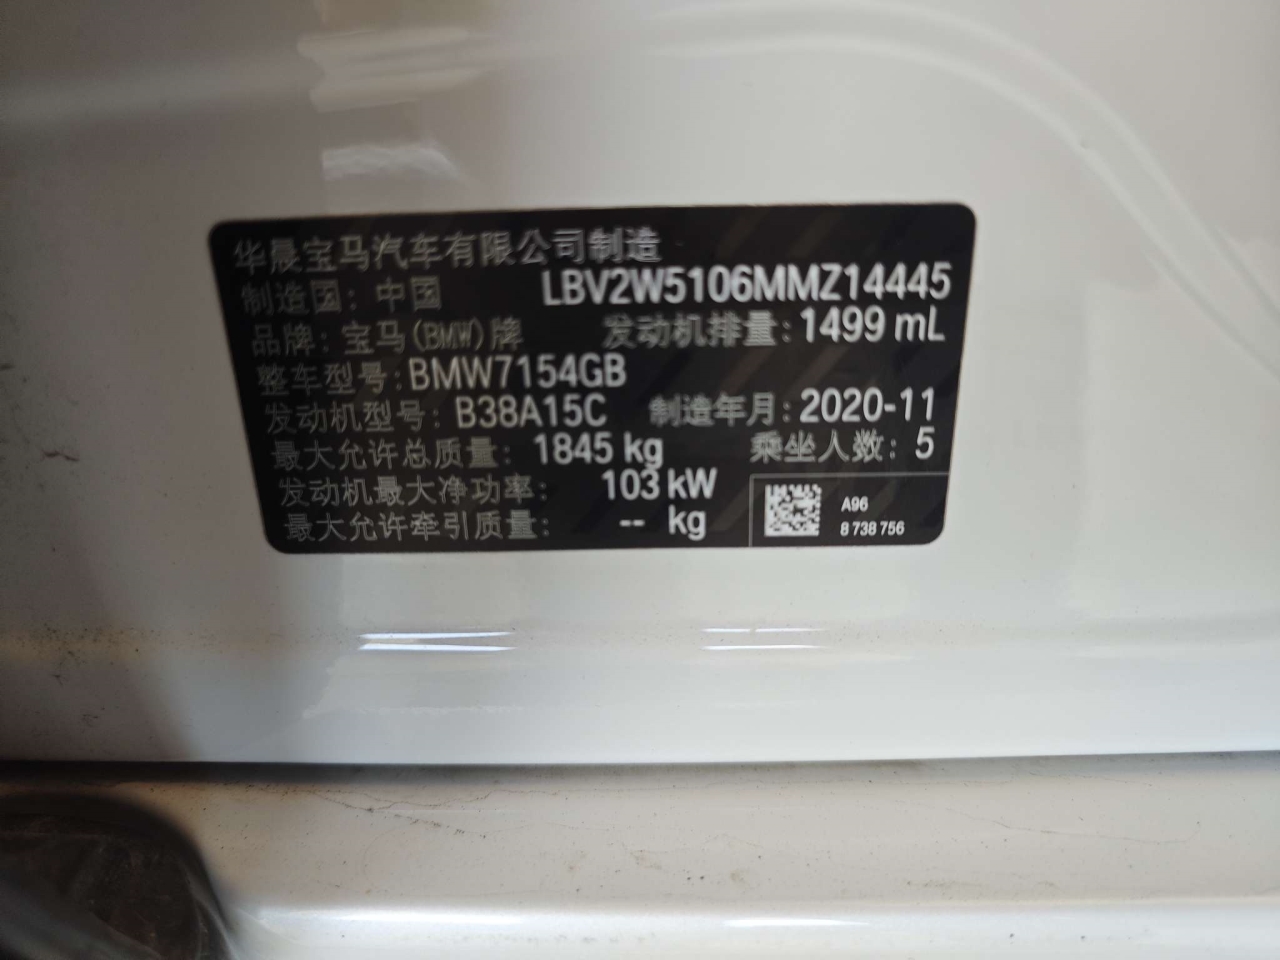 华晨宝马汽车有限公司制造
制造国：中国 LBV2W5106MMZ14445
品牌：宝马(BMW)牌 发动机排量：1499 mL
整车型号：BMW7154GB
发动机型号：B38A15C 制造年月：2020-11
最大允许总质量：1845 kg 乘坐人数：5
发动机最大净功率：103 kW
最大允许牵引质量：-- kg
A96
8 738 756